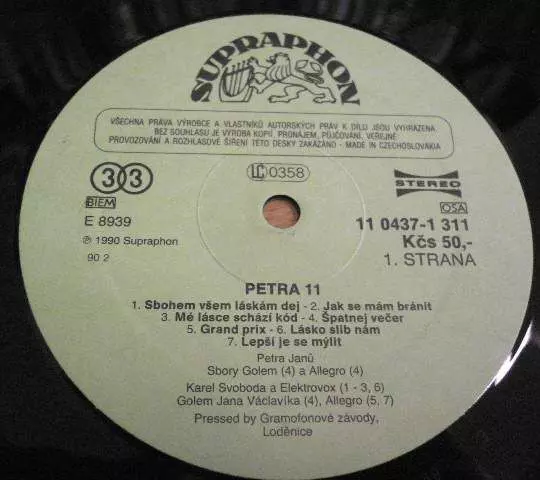 SUPRAPHON
VŠECHNA PRÁVA VÝROBCE A VLASTNÍKŮ AUTORSKÝCH PRÁV K DÍLU JSOU VYHRAZENA.
BEZ SOUHLASU JE VÝROBA KOPIÍ, PRONÁJEM, PŮJČOVÁNÍ, VEŘEJNÉ
PROVOZOVÁNÍ A ROZHLASOVÉ ŠÍŘENÍ TÉTO DESKY ZAKÁZÁNO - MADE IN CZECHOSLOVAKIA
33 LC 0358 STEREO
BIEM OSA
E 8939 11 0437-1 311
℗ 1990 Supraphon Kčs 50,-
90 2 1. STRANA
PETRA 11
1. Sbohem všem láskám dej - 2. Jak se mám bránit
3. Mé lásce schází kód - 4. Špatnej večer
5. Grand prix - 6. Lásko slib nám
7. Lepší je se mýlit
Petra Janů
Sbory Golem (4) a Allegro (4)
Karel Svoboda a Elektrovox (1 - 3, 6)
Golem Jana Václavíka (4), Allegro (5, 7)
Pressed by Gramofonové závody,
Loděnice